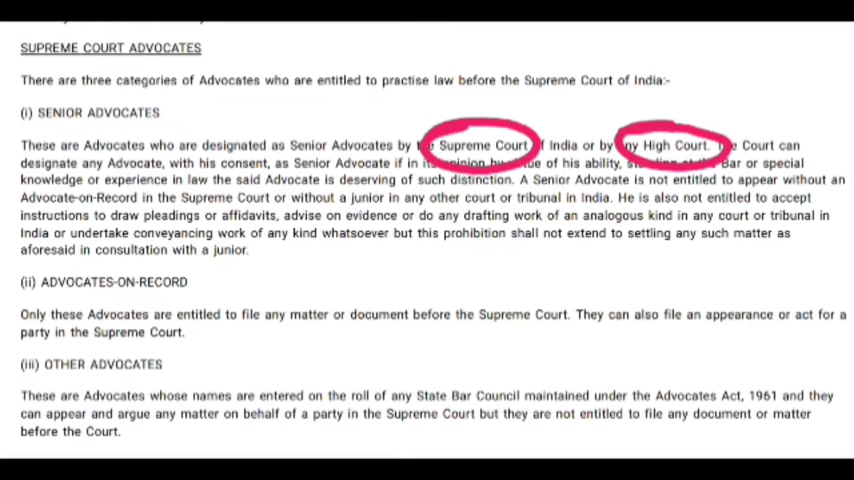 SUPREME COURT ADVOCATES
There are three categories of Advocates who are entitled to practise law before the Supreme Court of India:-
(i) SENIOR ADVOCATES
These are Advocates who are designated as Senior Advocates by the Supreme Court of India or by any High Court. The Court can
designate any Advocate, with his consent, as Senior Advocate if in its opinion by virtue of his ability, standing at the Bar or special
knowledge or experience in law the said Advocate is deserving of such distinction. A Senior Advocate is not entitled to appear without an
Advocate-on-Record in the Supreme Court or without a junior in any other court or tribunal in India. He is also not entitled to accept
instructions to draw pleadings or affidavits, advise on evidence or do any drafting work of an analogous kind in any court or tribunal in
India or undertake conveyancing work of any kind whatsoever but this prohibition shall not extend to settling any such matter as
aforesaid in consultation with a junior.
(ii) ADVOCATES-ON-RECORD
Only these Advocates are entitled to file any matter or document before the Supreme Court. They can also file an appearance or act for a
party in the Supreme Court.
(iii) OTHER ADVOCATES
These are Advocates whose names are entered on the roll of any State Bar Council maintained under the Advocates Act, 1961 and they
can appear and argue any matter on behalf of a party in the Supreme Court but they are not entitled to file any document or matter
before the Court.